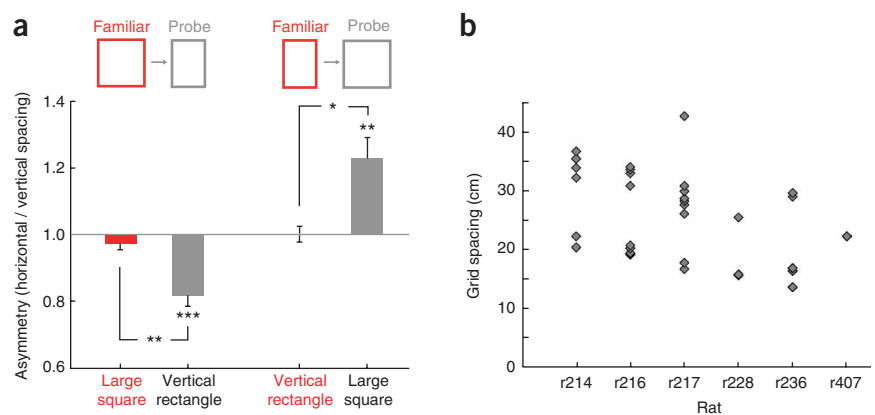 a
Familiar
Probe
Familiar
Probe
Asymmetry (horizontal / vertical spacing)
1.4
1.2
1.0
0.8
0.6
**
***
*
**
Large
square
Vertical
rectangle
Vertical
rectangle
Large
square
b
Grid spacing (cm)
40
30
20
10
0
r214
r216
r217
r228
r236
r407
Rat